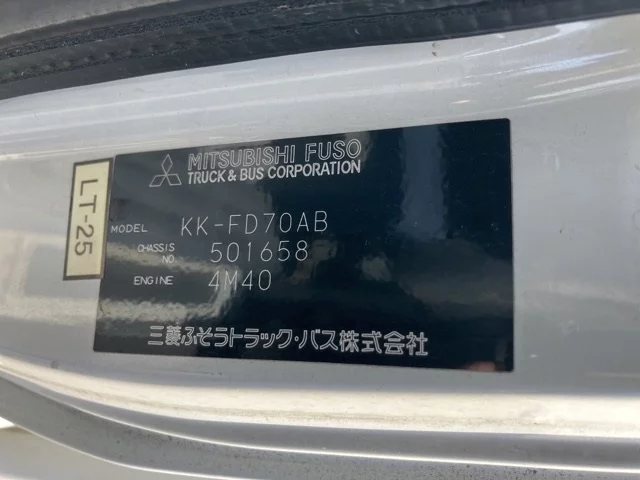 MITSUBISHI FUSO
TRUCK & BUS CORPORATION
LT-25
MODEL KK-FD70AB
CHASSIS NO 501658
ENGINE 4M40
三菱ふそうトラック・バス株式会社